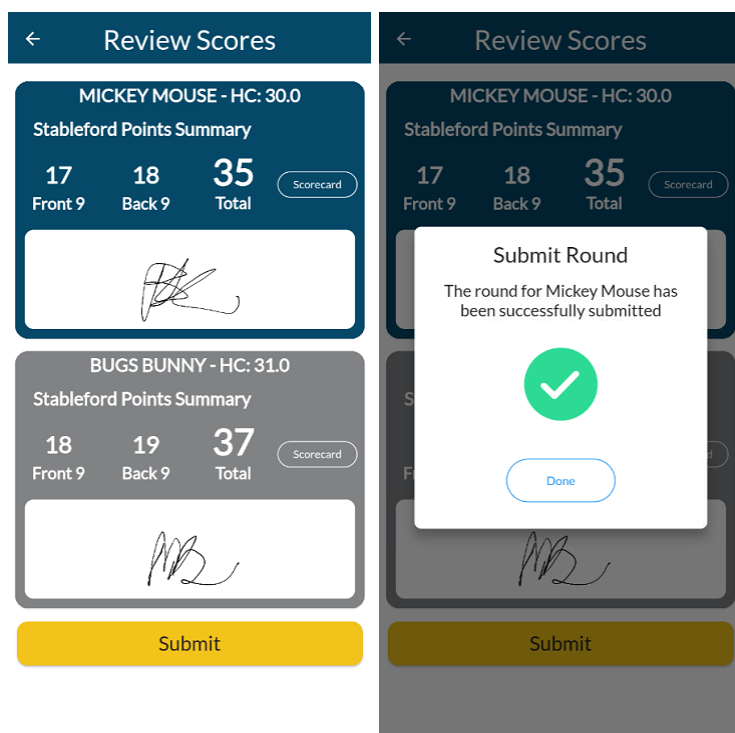 Review Scores
MICKEY MOUSE - HC: 30.0
Stableford Points Summary
17 18 35 Scorecard
Front 9 Back 9 Total
BUGS BUNNY - HC: 31.0
Stableford Points Summary
18 19 37 Scorecard
Front 9 Back 9 Total
Submit
Review Scores
MICKEY MOUSE - HC: 30.0
Stableford Points Summary
17 18 35 Scorecard
Front 9 Back 9 Total
Submit Round
The round for Mickey Mouse has
been successfully submitted
Done
Submit